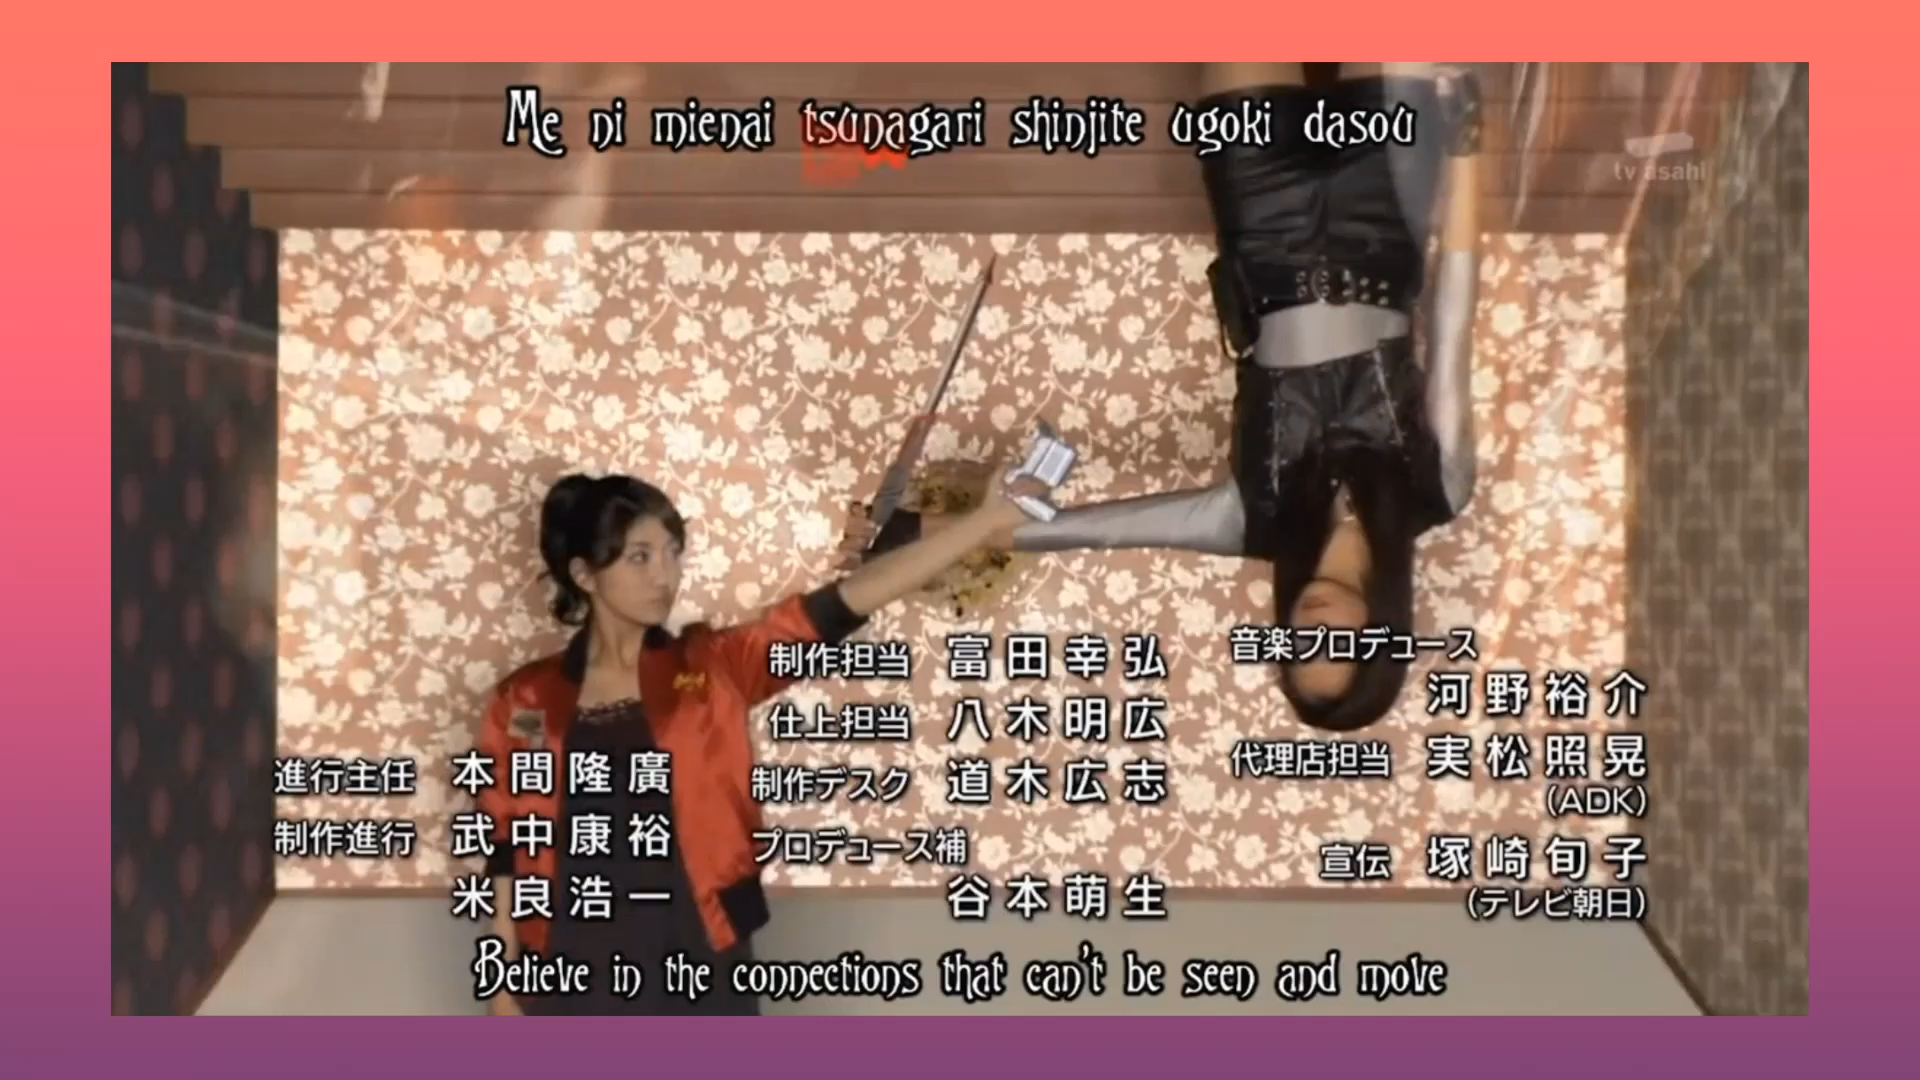 Me ni mienai tsunagari shinjite ugoki dasou
tv asahi
進行主任 本間隆廣
制作進行 武中康裕
米良浩一
制作担当 富田幸弘
仕上担当 八木明広
制作デスク 道木広志
プロデュース補
谷本萌生
音楽プロデュース
河野裕介
代理店担当 実松照晃
(ADK)
宣伝 塚崎旬子
(テレビ朝日)
Believe in the connections that can't be seen and move